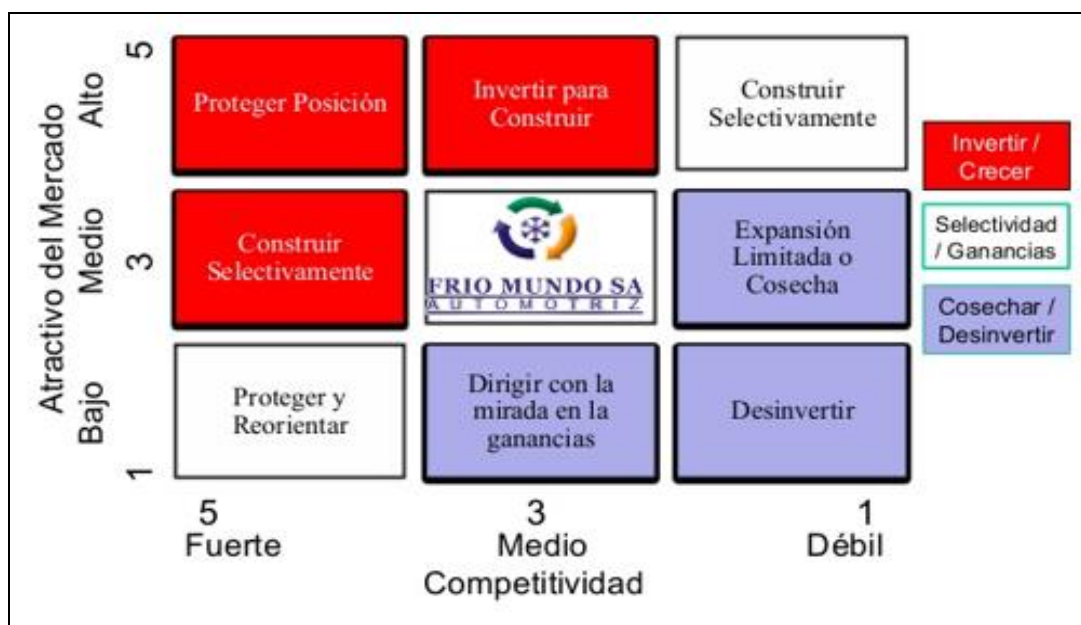 Atractivo del Mercado
Alto
Medio
Bajo
5
3
1
Proteger Posición
Invertir para
Construir
Construir
Selectivamente
Construir
Selectivamente
FRIO MUNDO SA
AUTOMOTRIZ
Expansión
Limitada o
Cosecha
Proteger y
Reorientar
Dirigir con la
mirada en la
ganancias
Desinvertir
Invertir /
Crecer
Selectividad
/ Ganancias
Cosechar /
Desinvertir
5
3
1
Fuerte
Medio
Débil
Competitividad